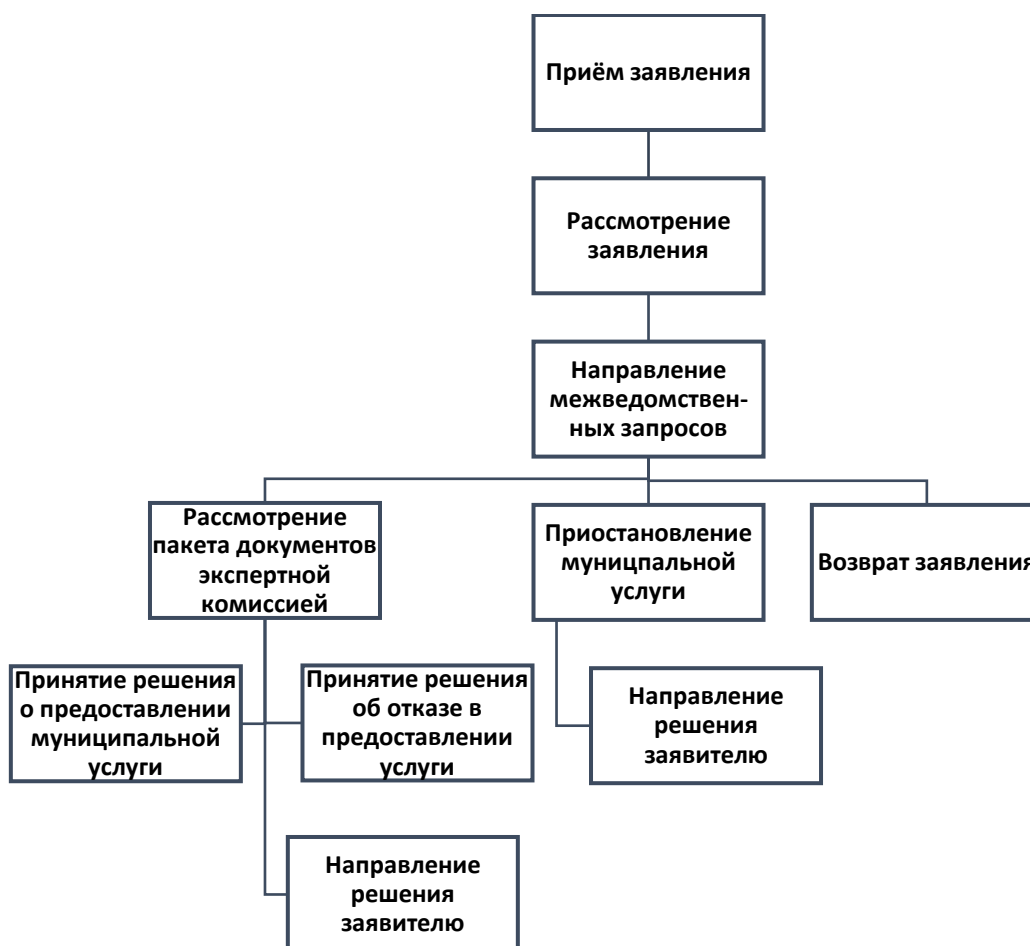 Приём заявления
Рассмотрение
заявления
Направление
межведомствен-
ных запросов
Рассмотрение
пакета документов
экспертной
комиссией
Приостановление
муницпальной
услуги
Возврат заявления
Принятие решения
о предоставлении
муниципальной
услуги
Принятие решения
об отказе в
предоставлении
услуги
Направление
решения
заявителю
Направление
решения
заявителю